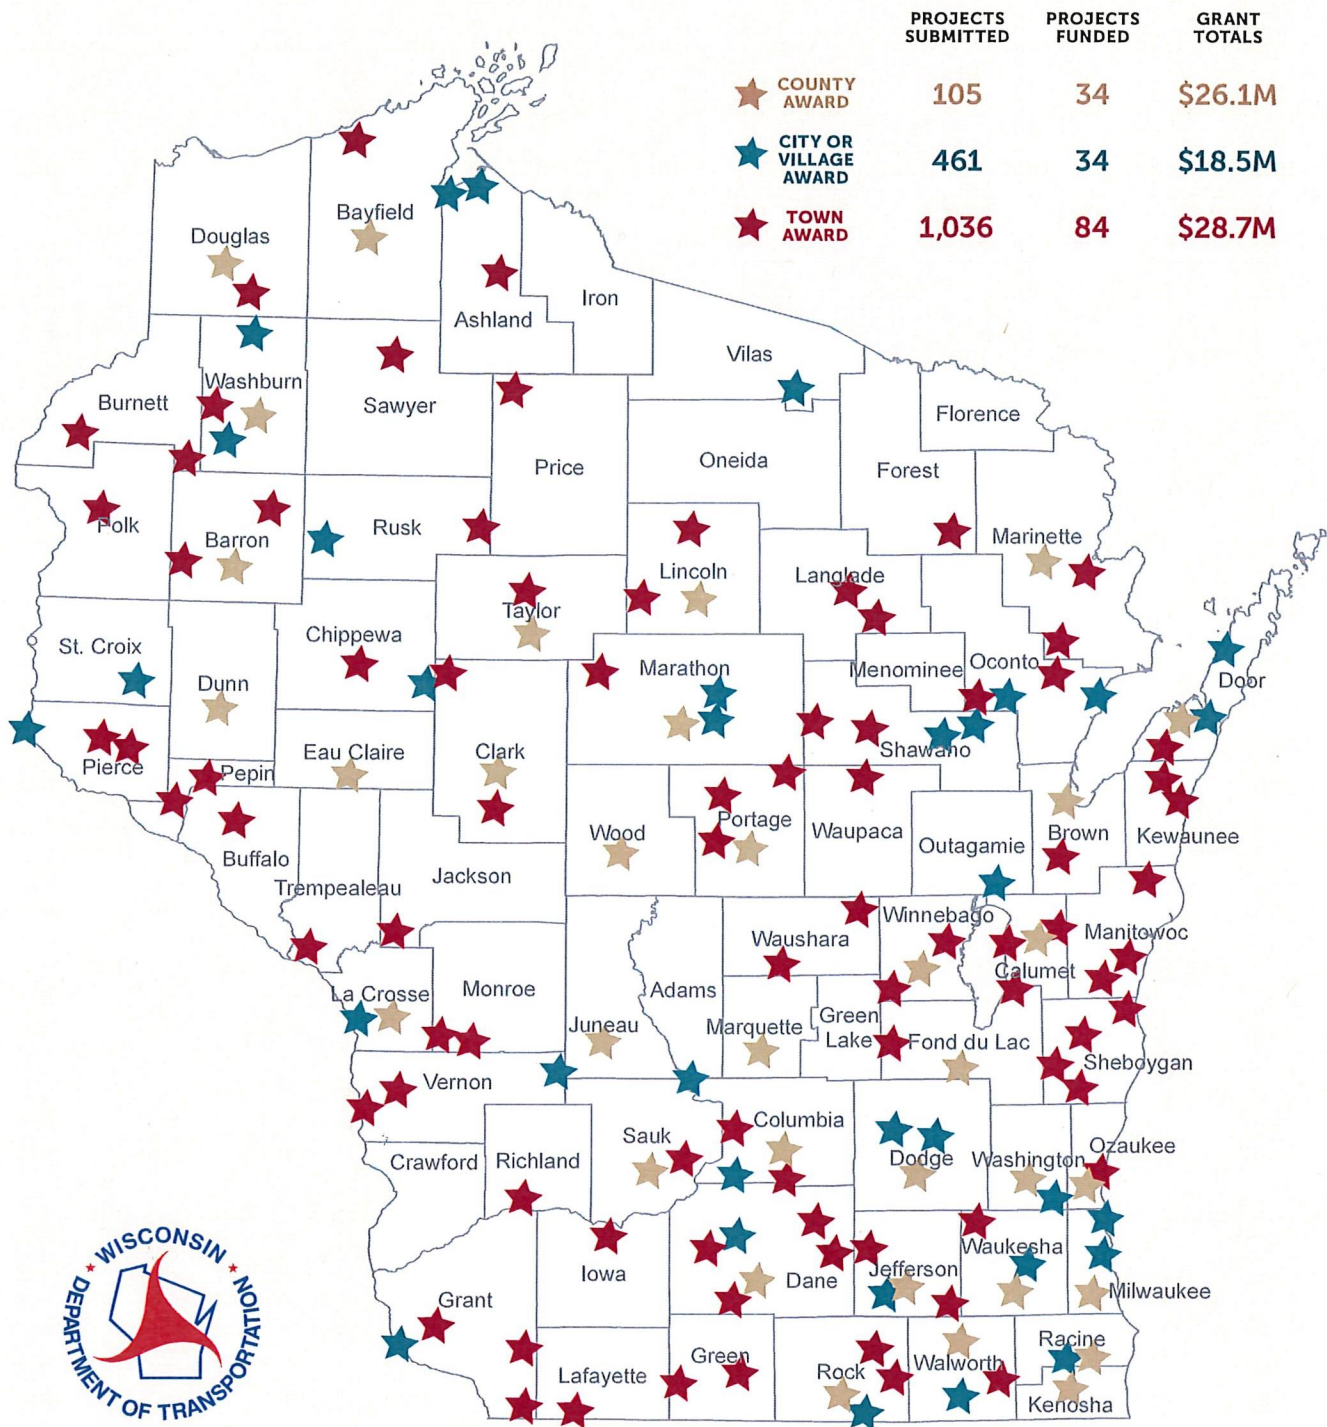 PROJECTS SUBMITTED
PROJECTS FUNDED
GRANT TOTALS
COUNTY AWARD 105 34 $26.1M
CITY OR VILLAGE AWARD 461 34 $18.5M
TOWN AWARD 1,036 84 $28.7M
Bayfield
Douglas
Iron
Ashland
Vilas
Washburn
Burnett
Sawyer
Florence
Price
Oneida
Forest
Polk
Rusk
Barron
Marinette
Lincoln
Langlade
Taylor
Chippewa
St. Croix
Marathon
Menominee
Oconto
Door
Dunn
Eau Claire
Clark
Shawano
Pierce
Pepin
Wood
Portage
Waupaca
Outagamie
Brown
Kewaunee
Buffalo
Trempealeau
Jackson
Winnebago
Waushara
Manitowoc
Calumet
La Crosse
Monroe
Adams
Juneau
Marquette
Green
Lake
Fond du Lac
Sheboygan
Vernon
Columbia
Sauk
Crawford
Richland
Dodge
Washington
Ozaukee
Iowa
Dane
Jefferson
Waukesha
Milwaukee
Grant
Lafayette
Green
Rock
Walworth
Racine
Kenosha
WISCONSIN
DEPARTMENT OF TRANSPORTATION